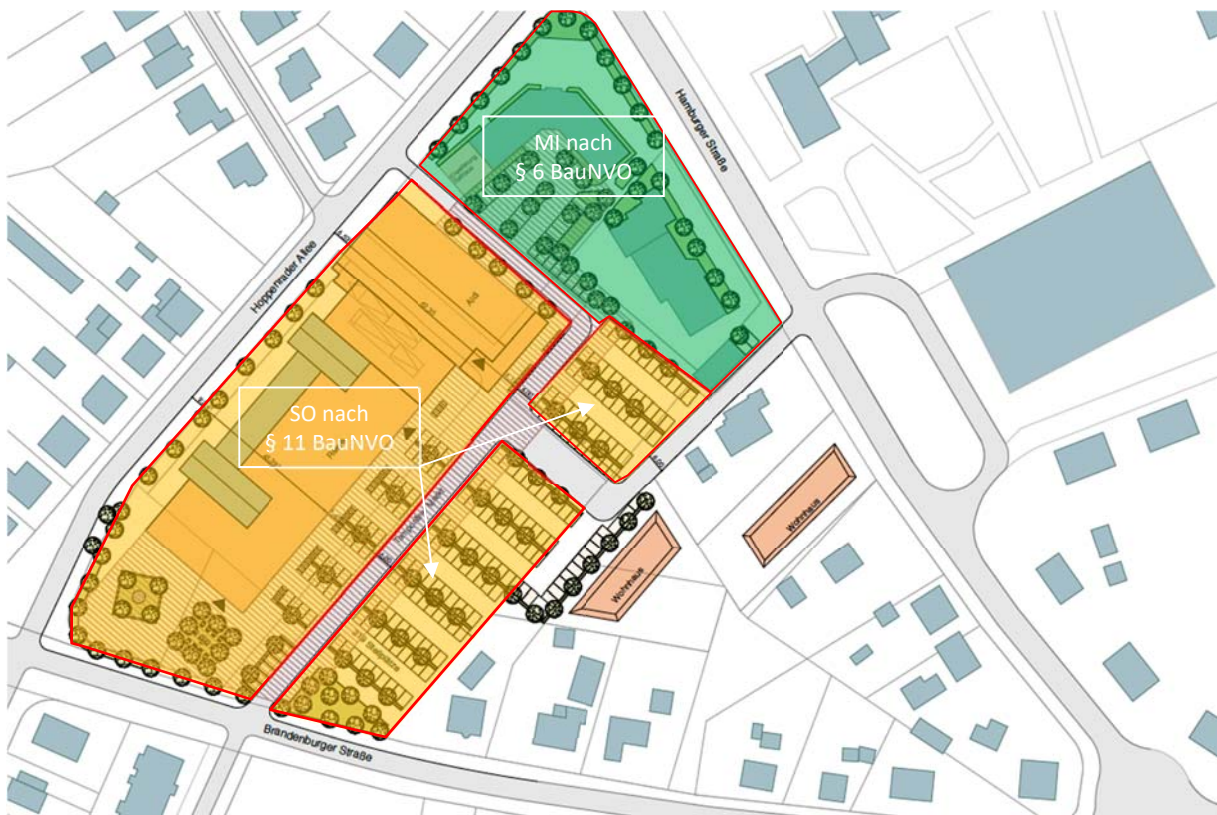 MI nach
§ 6 BauNVO
Hamburger Straße
Hoppenrader Allee
SO nach
§ 11 BauNVO
Wohnhaus
Wohnhaus
Brandenburger Straße